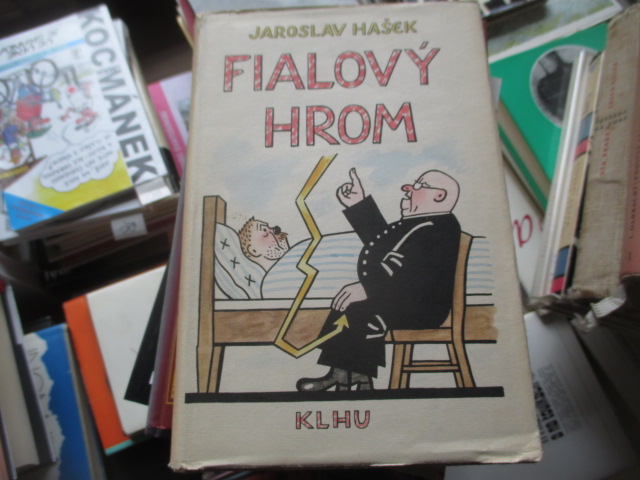 JAROSLAV HAŠEK
FIALOVÝ
HROM
KLHU
KOCMANEK